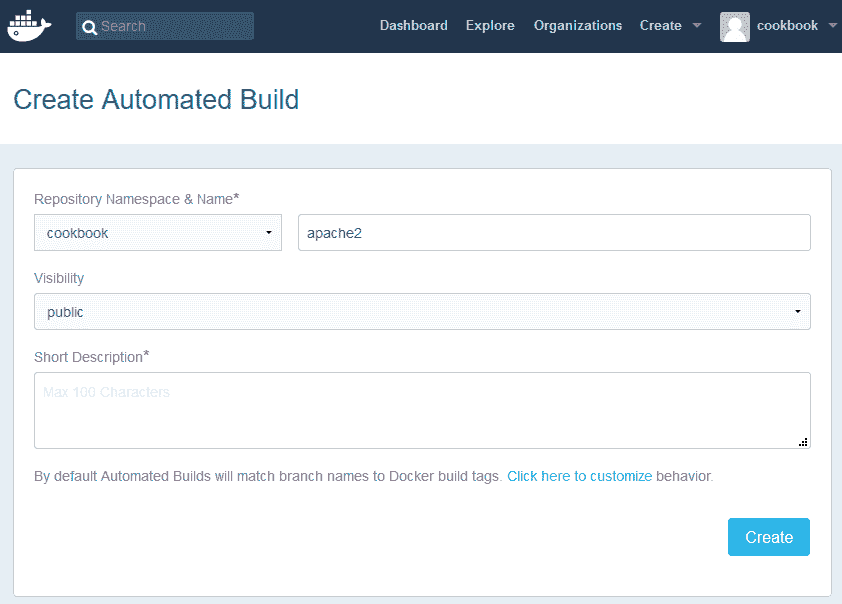 Search Dashboard Explore Organizations Create cookbook
Create Automated Build
Repository Namespace & Name*
cookbook apache2
Visibility
public
Short Description*
Max 100 Characters
By default Automated Builds will match branch names to Docker build tags. Click here to customize behavior.
Create